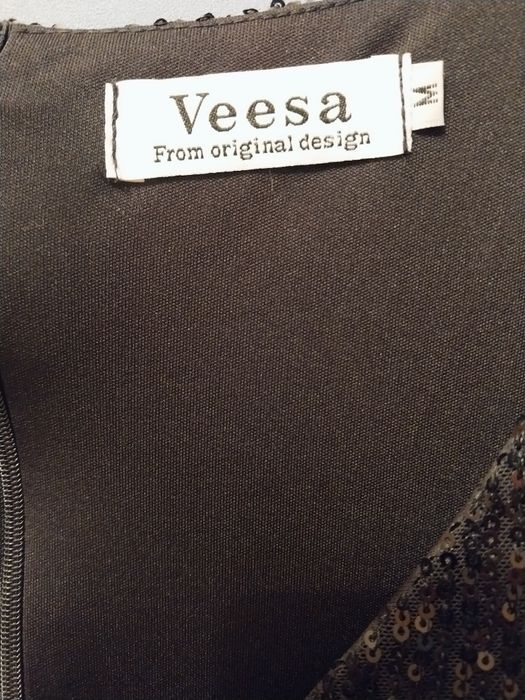 Veesa
From original design
M